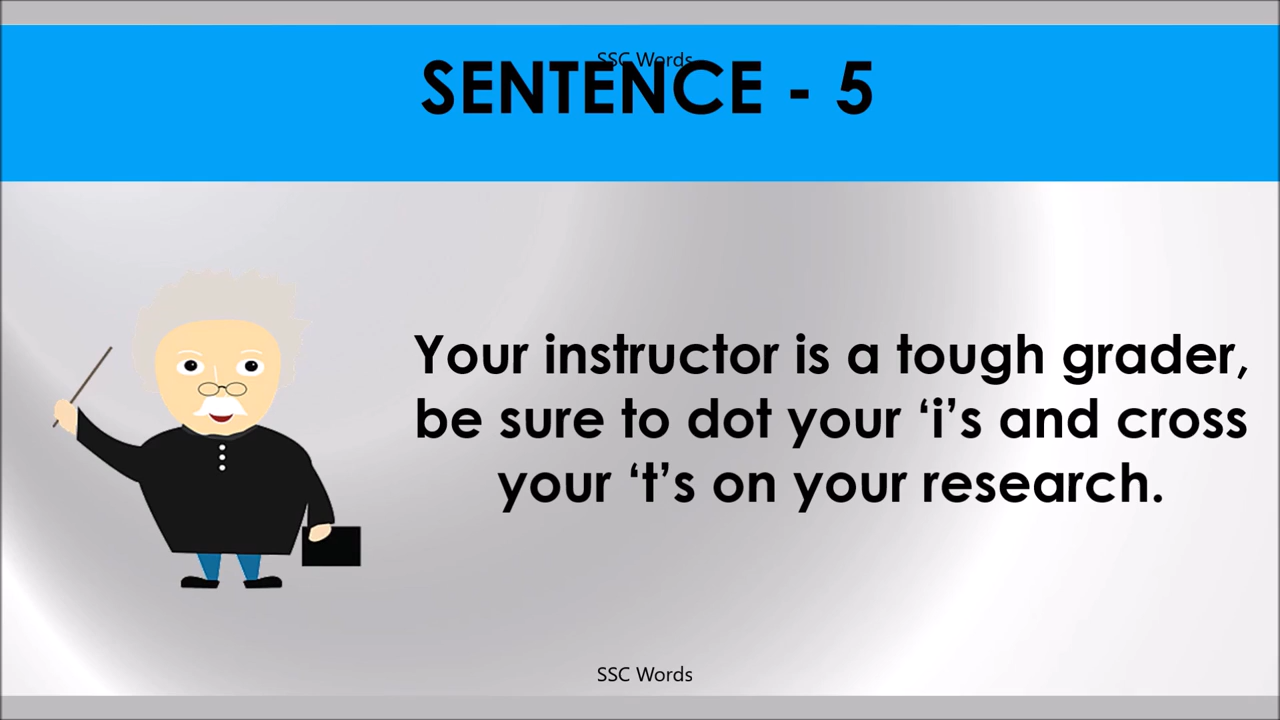 SSC Words
SENTENCE - 5
Your instructor is a tough grader,
be sure to dot your ‘i’s and cross
your ‘t’s on your research.
SSC Words